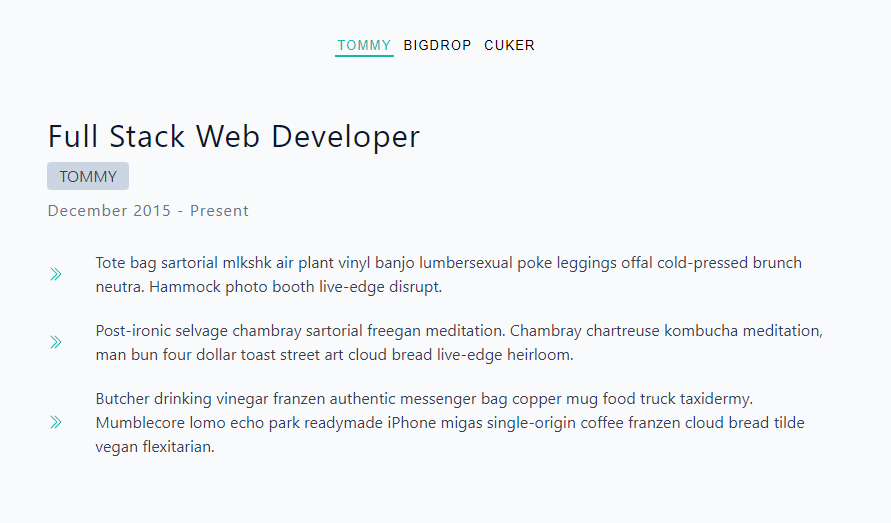 TOMMY BIGDROP CUKER
Full Stack Web Developer
TOMMY
December 2015 - Present
Tote bag sartorial mlkshk air plant vinyl banjo lumbersexual poke leggings offal cold-pressed brunch
neutra. Hammock photo booth live-edge disrupt.
Post-ironic selvage chambray sartorial freegan meditation. Chambray chartreuse kombucha meditation,
man bun four dollar toast street art cloud bread live-edge heirloom.
Butcher drinking vinegar franzen authentic messenger bag copper mug food truck taxidermy.
Mumblecore lomo echo park readymade iPhone migas single-origin coffee franzen cloud bread tilde
vegan flexitarian.